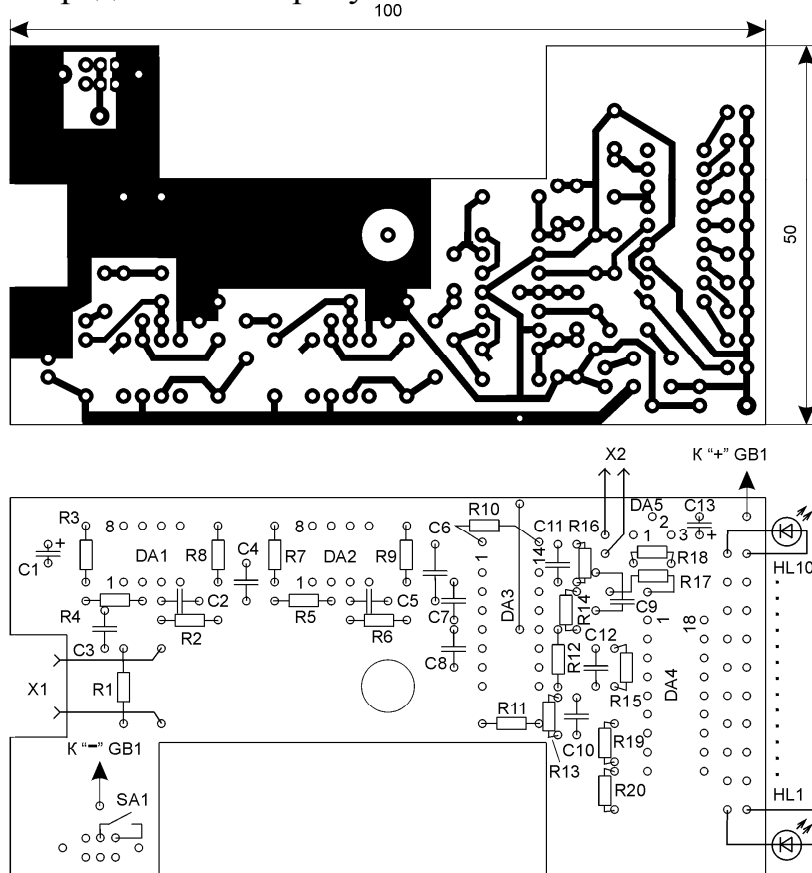 100
50
X2
К “+” GB1
R3
8
DA1
R8
C4
R7
8
DA2
R9
C6
R10
C11
R16
DA5
C13
1
2
3
+
C1
+
1
14
R18
HL10
R4
1
C2
R5
1
C5
C7
DA3
R14
C9
R17
R2
R6
C3
C8
R12
C12
1
18
X1
R1
R15
DA4
R11
R13
C10
R19
К “–” GB1
SA1
R20
HL1